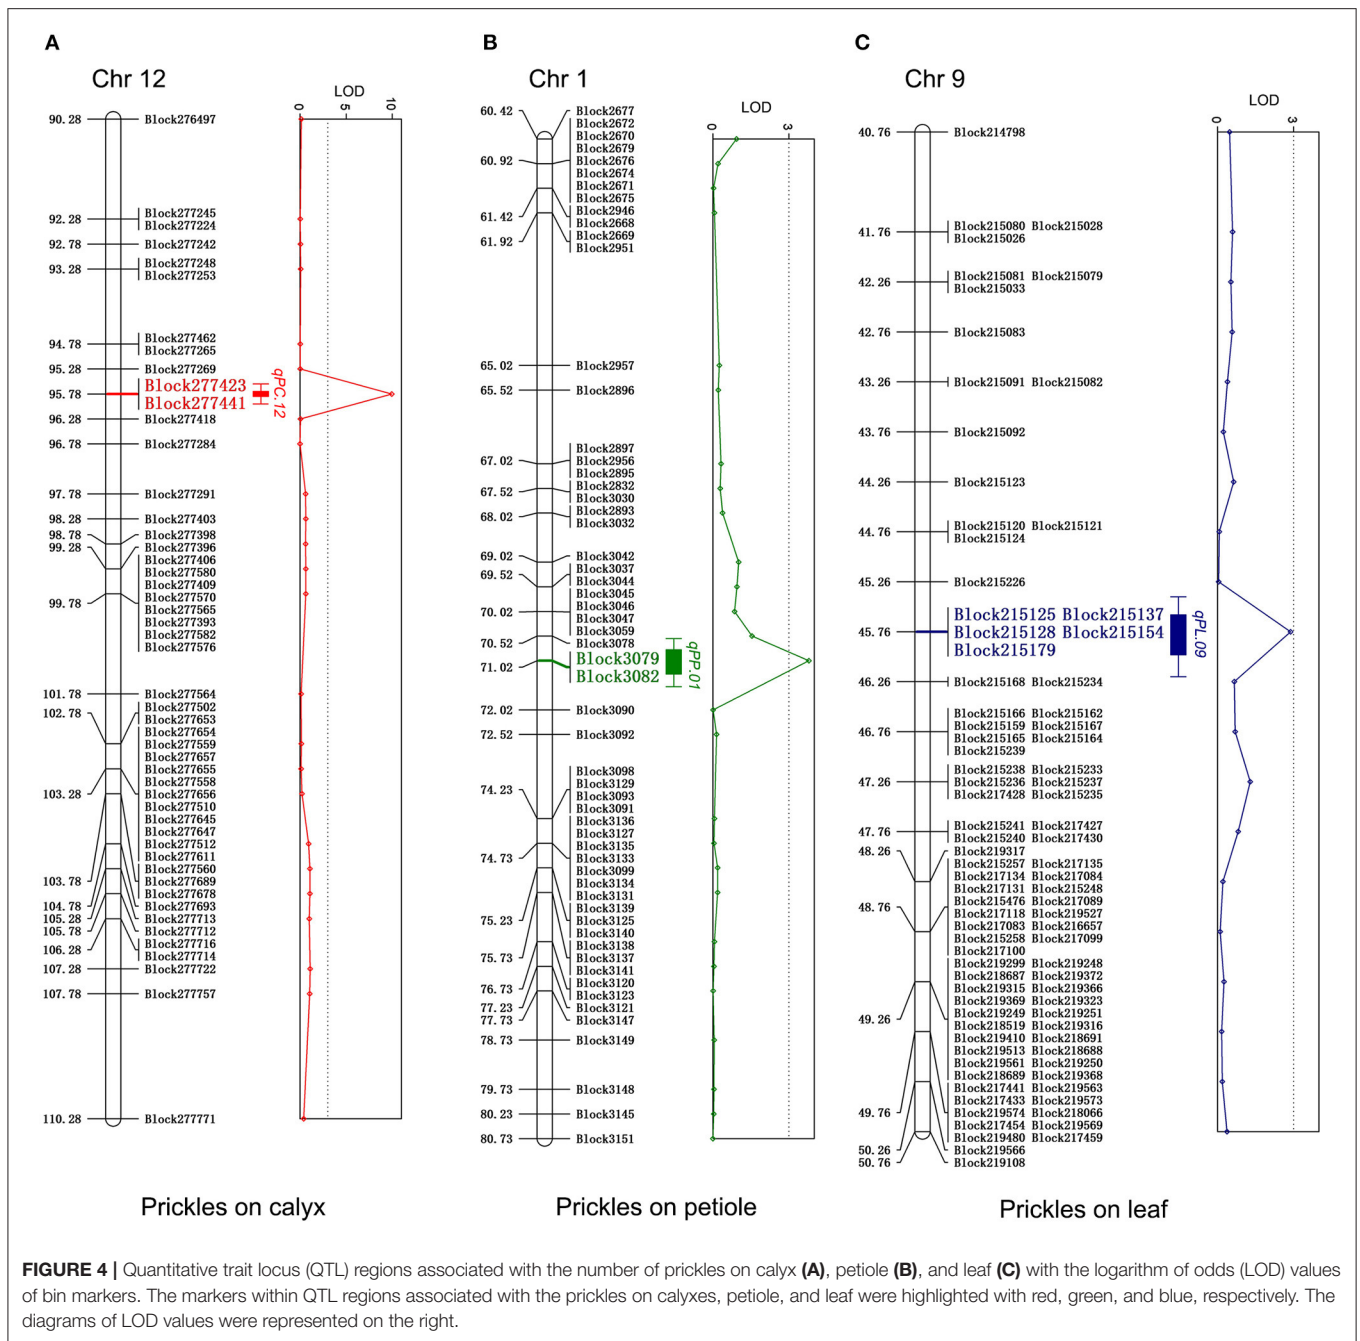 A
Chr 12
LOD
0
5
10
90.28 Block276497
92.28 Block277245
Block277224
92.78 Block277242
93.28 Block277248
Block277253
94.78 Block277462
Block277265
95.28 Block277269
95.78 Block277423
Block277441
qPC.12
96.28 Block277418
96.78 Block277284
97.78 Block277291
98.28 Block277403
98.78 Block277398
99.28 Block277396
Block277406
Block277580
Block277409
Block277570
99.78 Block277565
Block277393
Block277582
Block277576
101.78 Block277564
102.78 Block277502
Block277653
Block277654
Block277559
Block277657
Block277655
Block277558
103.28 Block277656
Block277510
Block277645
Block277647
Block277512
Block277611
Block277560
103.78 Block277689
Block277678
104.78 Block277693
105.28 Block277713
105.78 Block277712
106.28 Block277716
Block277714
107.28 Block277722
107.78 Block277757
110.28 Block277771
Prickles on calyx
B
Chr 1
LOD
0
3
60.42 Block2677
Block2672
Block2670
Block2679
60.92 Block2676
Block2674
Block2671
Block2675
61.42 Block2946
Block2668
61.92 Block2669
Block2951
65.02 Block2957
65.52 Block2896
Block2897
67.02 Block2956
Block2895
67.52 Block2832
Block3030
68.02 Block2893
Block3032
69.02 Block3042
Block3037
69.52 Block3044
Block3045
Block3046
70.02 Block3047
Block3059
70.52 Block3078
71.02 Block3079
Block3082
qPP.01
72.02 Block3090
72.52 Block3092
Block3098
74.23 Block3129
Block3093
Block3091
Block3136
Block3127
Block3135
74.73 Block3133
Block3099
Block3134
Block3131
Block3139
75.23 Block3125
Block3140
Block3138
75.73 Block3137
Block3141
76.73 Block3120
Block3123
77.23 Block3121
77.73 Block3147
78.73 Block3149
79.73 Block3148
80.23 Block3145
80.73 Block3151
Prickles on petiole
C
Chr 9
LOD
0
3
40.76 Block214798
41.76 Block215080 Block215028
Block215026
42.26 Block215081 Block215079
Block215033
42.76 Block215083
43.26 Block215091 Block215082
43.76 Block215092
44.26 Block215123
44.76 Block215120 Block215121
Block215124
45.26 Block215226
Block215125 Block215137
45.76 Block215128 Block215154
Block215179
qPL.09
46.26 Block215168 Block215234
Block215166 Block215162
46.76 Block215159 Block215167
Block215165 Block215164
Block215239
Block215238 Block215233
47.26 Block215236 Block215237
Block217428 Block215235
47.76 Block215241 Block217427
Block215240 Block217430
48.26 Block219317
Block215257 Block217135
Block217134 Block217084
Block217131 Block215248
48.76 Block215476 Block217089
Block217118 Block219527
Block217083 Block216657
Block215258 Block217099
Block217100
Block219299 Block219248
Block218687 Block219372
Block219315 Block219366
Block219369 Block219323
49.26 Block219249 Block219251
Block218519 Block219316
Block219410 Block218691
Block219513 Block218688
Block219561 Block219250
Block218689 Block219368
Block217441 Block219563
Block217433 Block219573
49.76 Block219574 Block218066
Block217454 Block219569
Block219480 Block217459
50.26 Block219566
50.76 Block219108
Prickles on leaf
FIGURE 4 | Quantitative trait locus (QTL) regions associated with the number of prickles on calyx (A), petiole (B), and leaf (C) with the logarithm of odds (LOD) values
of bin markers. The markers within QTL regions associated with the prickles on calyxes, petiole, and leaf were highlighted with red, green, and blue, respectively. The
diagrams of LOD values were represented on the right.